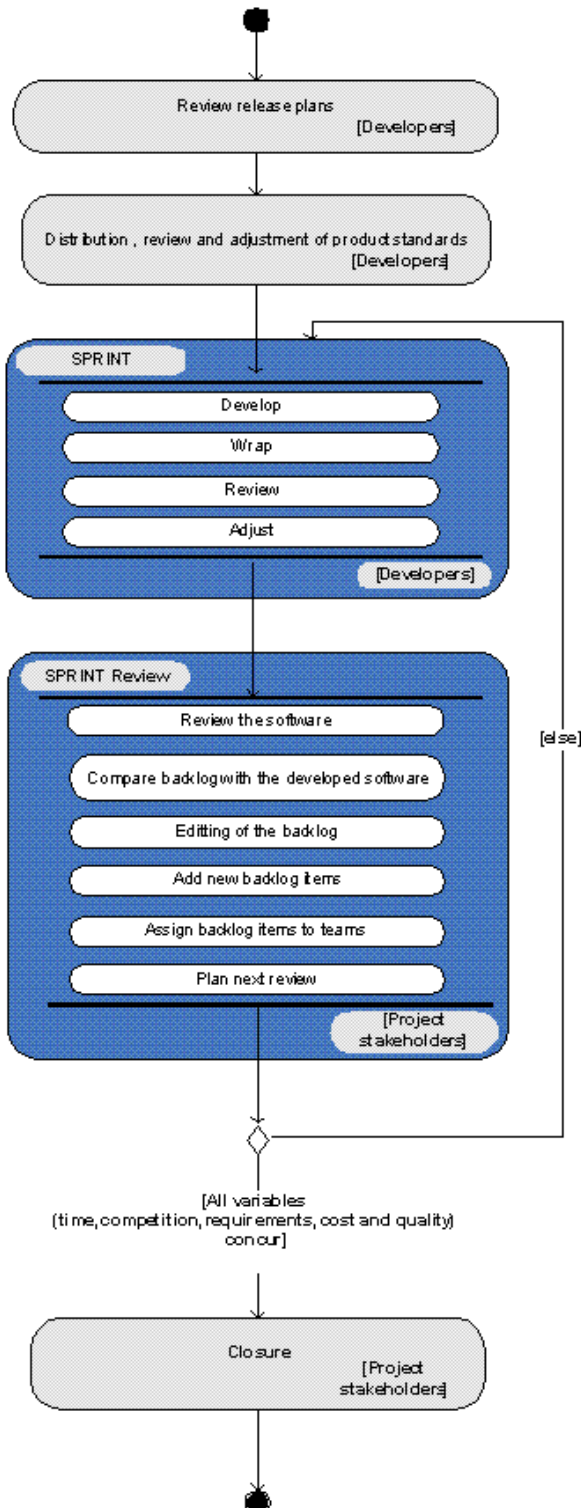 Review release plans
[Developers]
Distribution , review and adjustment of product standards
[Developers]
SPRINT
Develop
Wrap
Review
Adjust
[Developers]
SPRINT Review
Review the software
Compare backlog with the developed software
Editting of the backlog
Add new backlog items
Assign backlog items to teams
Plan next review
[Project
stakeholders]
[else]
[All variables
(time, competition, requirements, cost and quality)
concur]
Closure
[Project
stakeholders]